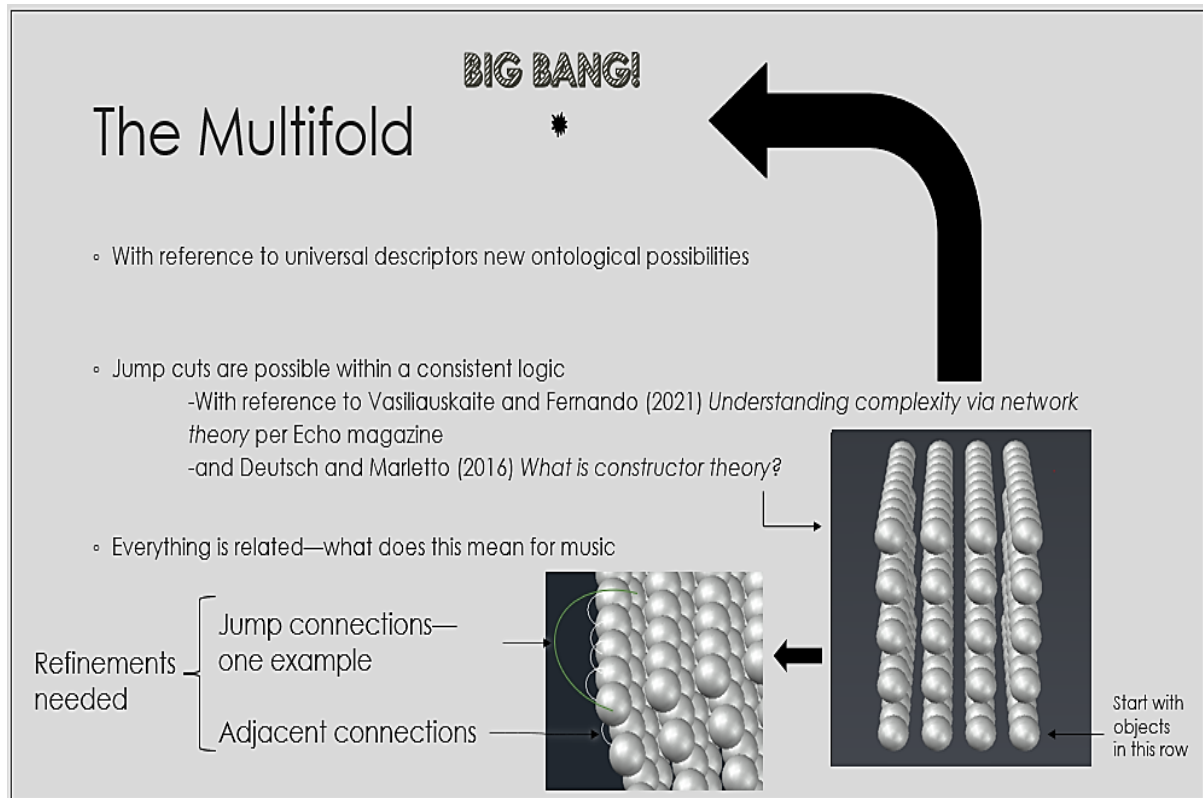 BIG BANG!
The Multifold
◦ With reference to universal descriptors new ontological possibilities
◦ Jump cuts are possible within a consistent logic
-With reference to Vasiliauskaite and Fernando (2021) Understanding complexity via network
theory per Echo magazine
-and Deutsch and Marletto (2016) What is constructor theory?
◦ Everything is related—what does this mean for music
Refinements
needed
Jump connections—
one example
Adjacent connections
Start with
objects
in this row